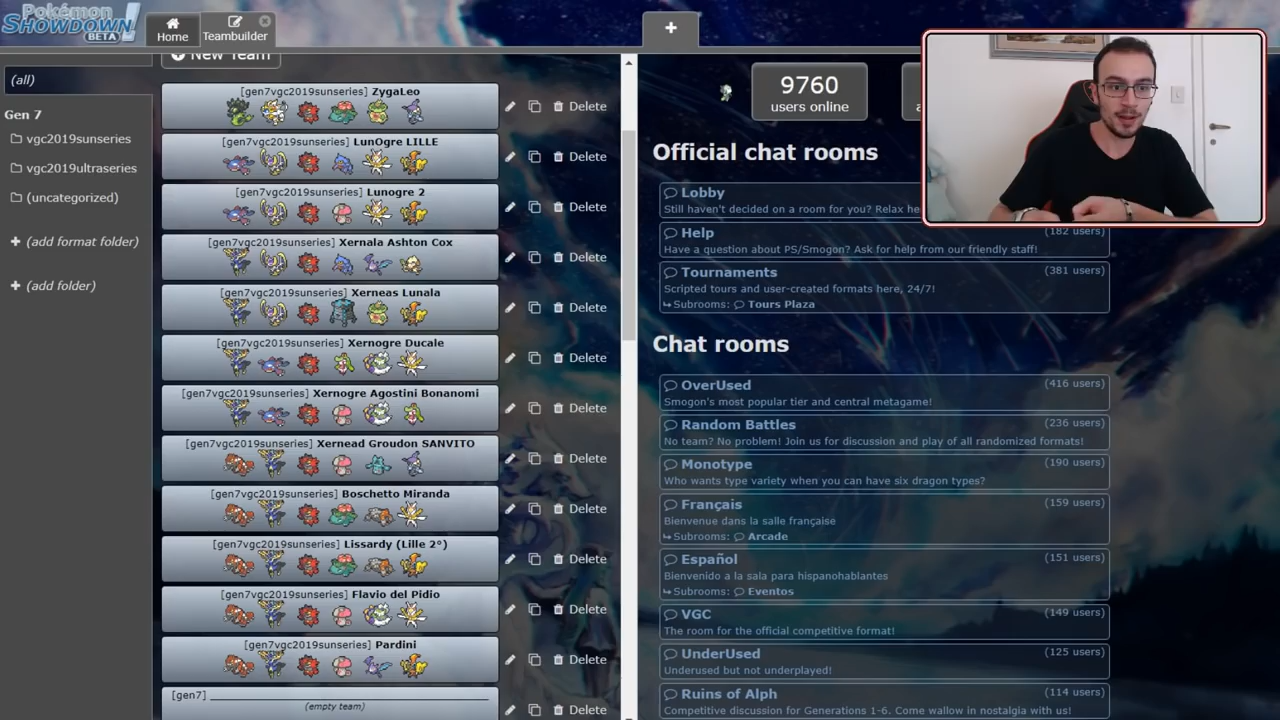 Pokémon
SHOWDOWN!
BETA
Home
Teambuilder
+
(all)
Gen 7
vgc2019sunseries
vgc2019ultraseries
(uncategorized)
+ (add format folder)
+ (add folder)
New Team
[gen7vgc2019sunseries] ZygaLeo
Delete
[gen7vgc2019sunseries] LunOgre LILLE
Delete
[gen7vgc2019sunseries] Lunogre 2
Delete
[gen7vgc2019sunseries] Xernala Ashton Cox
Delete
[gen7vgc2019sunseries] Xerneas Lunala
Delete
[gen7vgc2019sunseries] Xernogre Ducale
Delete
[gen7vgc2019sunseries] Xernogre Agostini Bonanomi
Delete
[gen7vgc2019sunseries] Xernead Groudon SANVITO
Delete
[gen7vgc2019sunseries] Boschetto Miranda
Delete
[gen7vgc2019sunseries] Lissardy (Lille 2°)
Delete
[gen7vgc2019sunseries] Flavio del Pidio
Delete
[gen7vgc2019sunseries] Pardini
Delete
[gen7]
(empty team)
Delete
9760
users online
Official chat rooms
Lobby
Still haven't decided on a room for you? Relax he
Help
(182 users)
Have a question about PS/Smogon? Ask for help from our friendly staff!
Tournaments
(381 users)
Scripted tours and user-created formats here, 24/7!
Subrooms: Tours Plaza
Chat rooms
OverUsed
(416 users)
Smogon's most popular tier and central metagame!
Random Battles
(236 users)
No team? No problem! Join us for discussion and play of all randomized formats!
Monotype
(190 users)
Who wants type variety when you can have six dragon types?
Français
(159 users)
Bienvenue dans la salle française
Subrooms: Arcade
Español
(151 users)
Bienvenido a la sala para hispanohablantes
Subrooms: Eventos
VGC
(149 users)
The room for the official competitive format!
UnderUsed
(125 users)
Underused but not underplayed!
Ruins of Alph
(114 users)
Competitive discussion for Generations 1-6. Come wallow in nostalgia with us!